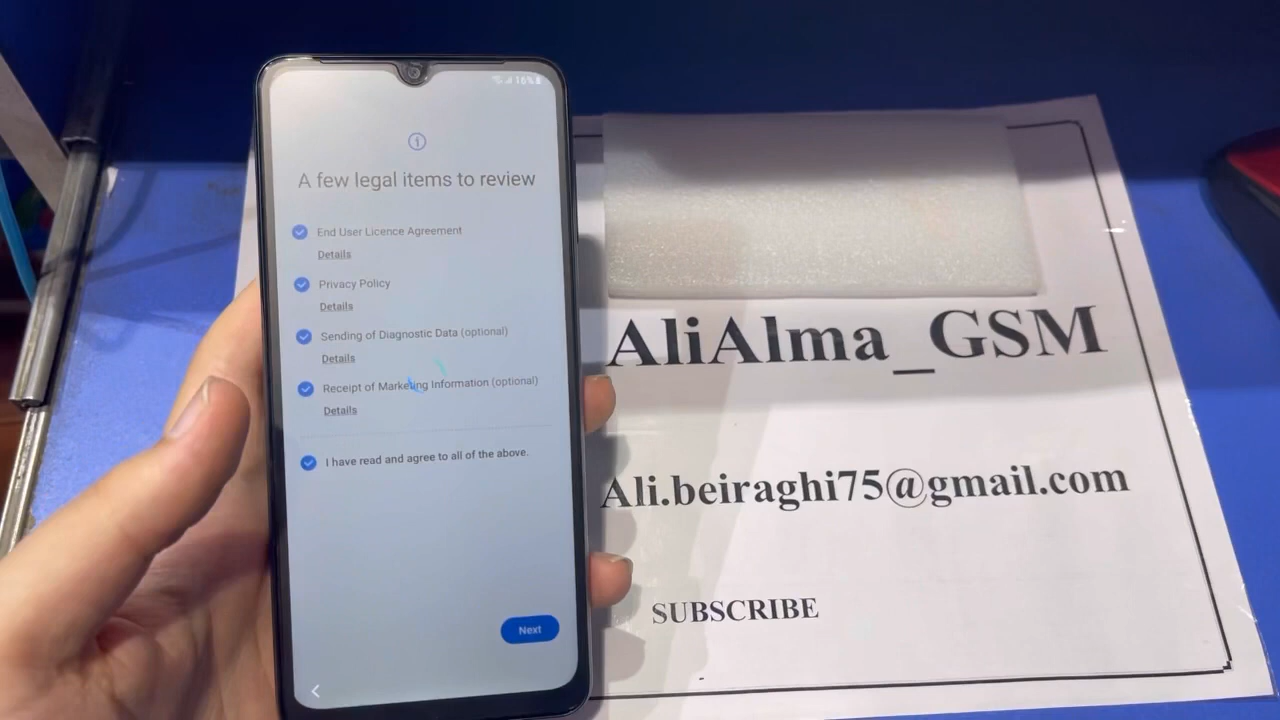 16%
A few legal items to review
End User Licence Agreement
Details
Privacy Policy
Details
Sending of Diagnostic Data (optional)
Details
Receipt of Marketing Information (optional)
Details
I have read and agree to all of the above.
Next
AliAlma_GSM
Ali.beiraghi75@gmail.com
SUBSCRIBE